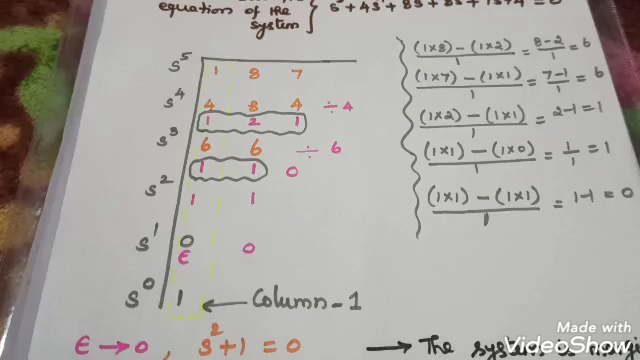 equation of the
system
S⁵ 1 8 7
S⁴ 4 8 4 ÷4
1 2 1
S³ 6 6 ÷ 6
1 1 0
S² 1 1
S¹ 0 0
ε
S⁰ 1 ← Column-1
ε → 0, S²+1 = 0 → The system
(1×8) - (1×2) / 1 = 8-2 / 1 = 6
(1×7) - (1×1) / 1 = 7-1 / 1 = 6
(1×2) - (1×1) / 1 = 2-1 = 1
(1×1) - (1×0) / 1 = 1 / 1 = 1
(1×1) - (1×1) / 1 = 1-1 = 0
Made with
VideoShow